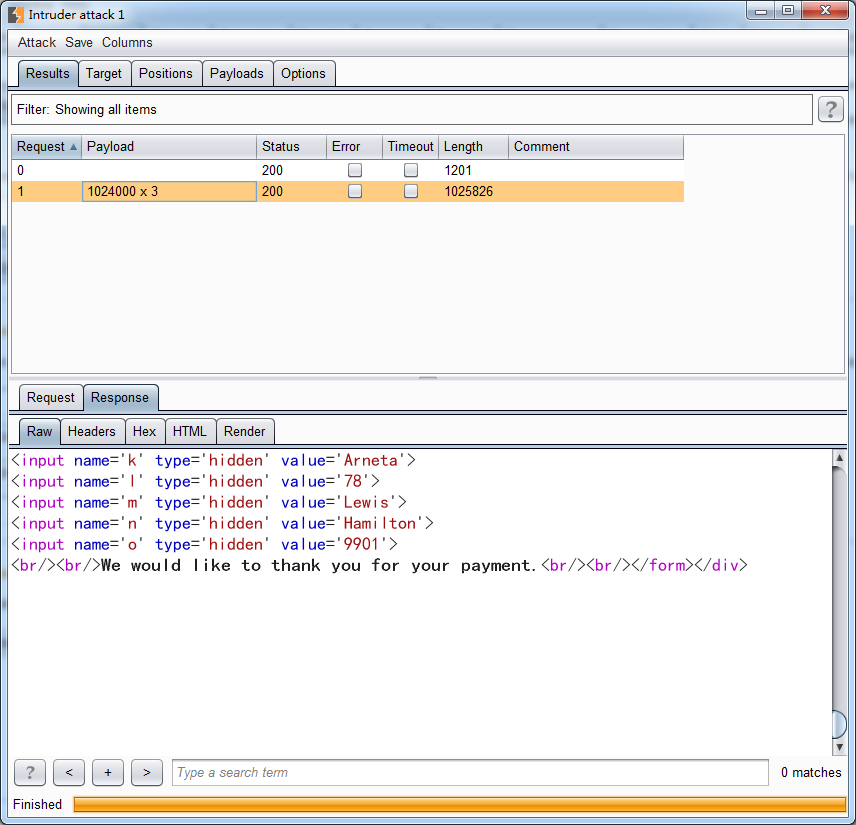 Intruder attack 1
Attack Save Columns
Results Target Positions Payloads Options
Filter: Showing all items ?
Request Payload Status Error Timeout Length Comment
0 200 1201
1 1024000 x 3 200 1025826
Request Response
Raw Headers Hex HTML Render
<input name='k' type='hidden' value='Arneta'>
<input name='l' type='hidden' value='78'>
<input name='m' type='hidden' value='Lewis'>
<input name='n' type='hidden' value='Hamilton'>
<input name='o' type='hidden' value='9901'>
<br/><br/>We would like to thank you for your payment.<br/><br/></form></div>
? < + > Type a search term 0 matches
Finished